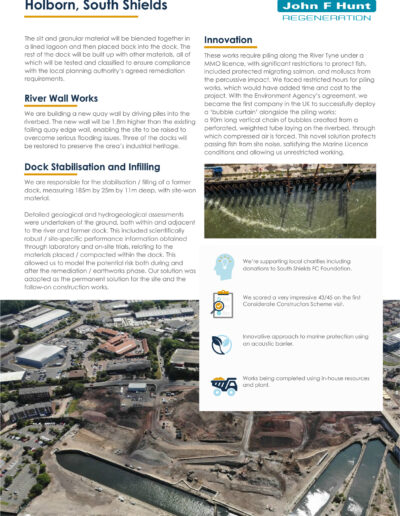 Holborn, South Shields
John F Hunt
REGENERATION
The silt and granular material will be blended together in
a lined lagoon and then placed back into the dock. The
rest of the dock will be built up with other materials, all of
which will be tested and classified to ensure compliance
with the local planning authority's agreed remediation
requirements.
River Wall Works
We are building a new quay wall by driving piles into the
riverbed. The new wall will be 1.8m higher than the existing
failing quay edge wall, enabling the site to be raised to
overcome serious flooding issues. Three of the docks will
be restored to preserve the area's industrial heritage.
Dock Stabilisation and Infilling
We are responsible for the stabilisation / filling of a former
dock, measuring 185m by 25m by 11m deep, with site-won
material.
Detailed geological and hydrogeological assessments
were undertaken of the ground, both within and adjacent
to the river and former dock. This included scientifically
robust / site-specific performance information obtained
through laboratory and on-site trials, relating to the
materials placed / compacted within the dock. This
allowed us to model the potential risk both during and
after the remediation / earthworks phase. Our solution was
adopted as the permanent solution for the site and the
follow-on construction works.
Innovation
These works require piling along the River Tyne under a
MMO licence, with significant restrictions to protect fish,
included protected migrating salmon, and molluscs from
the percussive impact. We faced restricted hours for piling
works, which would have added time and cost to the
project. With the Environment Agency's agreement, we
became the first company in the UK to successfully deploy
a 'bubble curtain' alongside the piling works:
a 90m long vertical chain of bubbles created from a
perforated, weighted tube laying on the riverbed, through
which compressed air is forced. This novel solution protects
passing fish from site noise, satisfying the Marine Licence
conditions and allowing us unrestricted working.
We're supporting local charities including
donations to South Shields FC Foundation.
We scored a very impressive 43/45 on the first
Considerate Constructors Scheme visit.
Innovative approach to marine protection using
an acoustic barrier.
Works being completed using in-house resources
and plant.